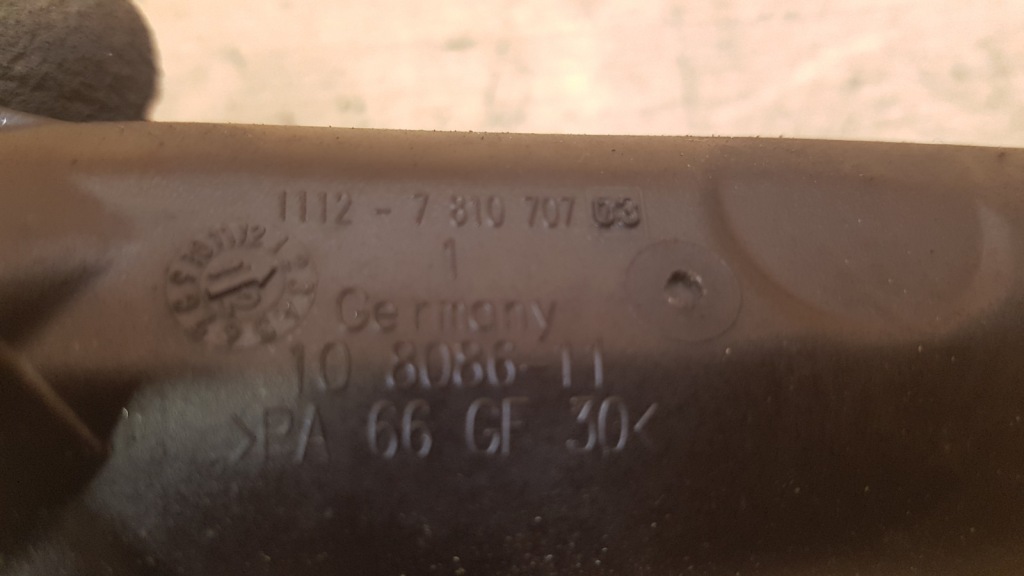 1112 - 7 810 707 03
1
Germany
10 8086-11
>PA 66 GF 30<